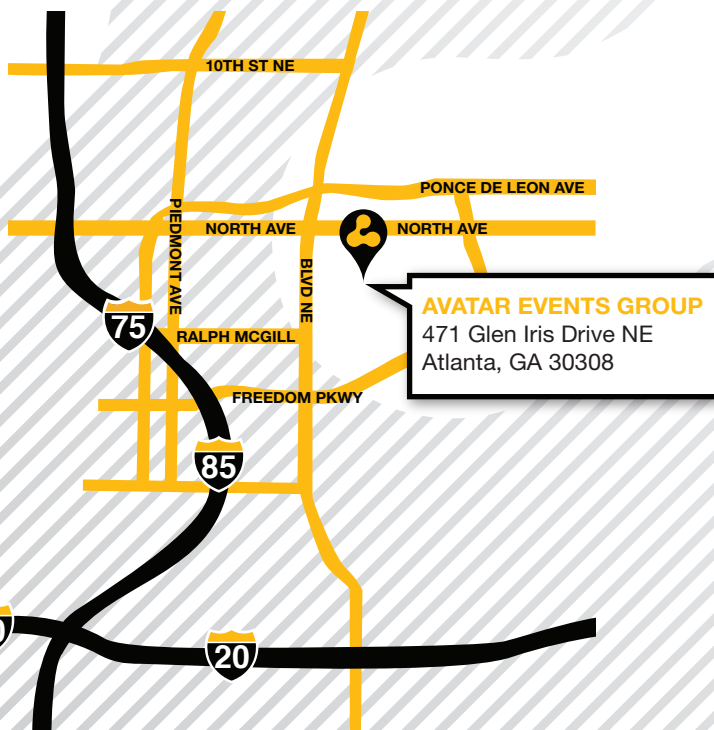 10TH ST NE
PONCE DE LEON AVE
PIEDMONT AVE
NORTH AVE
NORTH AVE
BLVD NE
AVATAR EVENTS GROUP
471 Glen Iris Drive NE
Atlanta, GA 30308
75
RALPH MCGILL
FREEDOM PKWY
85
20